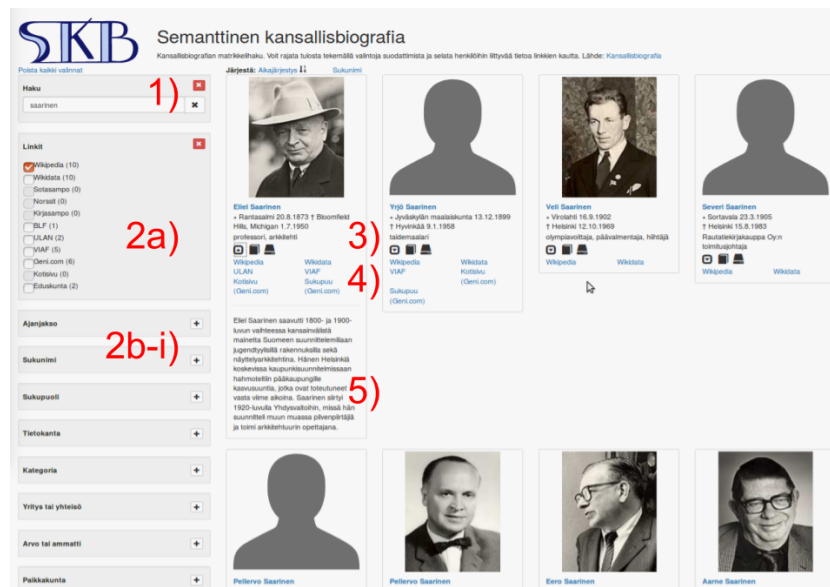 SKB
Semanttinen kansallisbiografia
Kansallisbiografian matrikkelihaku. Voit rajata tulosta tekemällä valintoja suodattimista ja selata henkilöihin liittyvää tietoa linkkien kautta. Lähde: Kansallisbiografia
Poista kaikki valinnat
Järjestä: Aikajärjestys Sukunimi
Haku
1)
saarinen
Linkit
Wikipedia (10)
Wikidata (10)
Sotasampo (0)
Norssit (0)
Kirjasampo (0)
BLF (1)
ULAN (2)
VIAF (5)
Geni.com (6)
Kotisivu (0)
Eduskunta (2)
2a)
Ajanjakso
2b-i)
Sukunimi
Sukupuoli
Tietokanta
Kategoria
Yritys tai yhteisö
Arvo tai ammatti
Paikkakunta
Eliel Saarinen
⋆ Rantasalmi 20.8.1873 † Bloomfield
Hills, Michigan 1.7.1950
professori, arkkitehti
Wikipedia Wikidata
ULAN VIAF
Kotisivu Sukupuu
(Geni.com) (Geni.com)
Eliel Saarinen saavutti 1800- ja 1900-
luvun vaihteessa kansainvälistä
mainetta Suomeen suunnittelemillaan
jugendtyylisillä rakennuksilla sekä
näyttelyarkkitehtina. Hänen Helsinkiä
koskevissa kaupunkisuunnitelmissaan
hahmoteltiin pääkaupungille
kasvusuuntia, jotka ovat toteutuneet
vasta viime aikoina. Saarinen siirtyi
1920-luvulla Yhdysvaltoihin, missä hän
suunnitteli muun muassa pilvenpiirtäjiä
ja toimi arkkitehtuurin opettajana.
3)
4)
5)
Yrjö Saarinen
⋆ Jyväskylän maalaiskunta 13.12.1899
† Hyvinkää 9.1.1958
taidemaalari
Wikipedia Wikidata
VIAF Kotisivu
(Geni.com)
Sukupuu
(Geni.com)
Veli Saarinen
⋆ Virolahti 16.9.1902
† Helsinki 12.10.1969
olympiavoittaja, päävalmentaja, hiihtäjä
Wikipedia Wikidata
Severi Saarinen
⋆ Sortavala 23.3.1905
† Helsinki 15.8.1983
Rautatiekirjakauppa Oy:n
toimitusjohtaja
Wikipedia Wikidata
Pellervo Saarinen
Pellervo Saarinen
Eero Saarinen
Aarne Saarinen